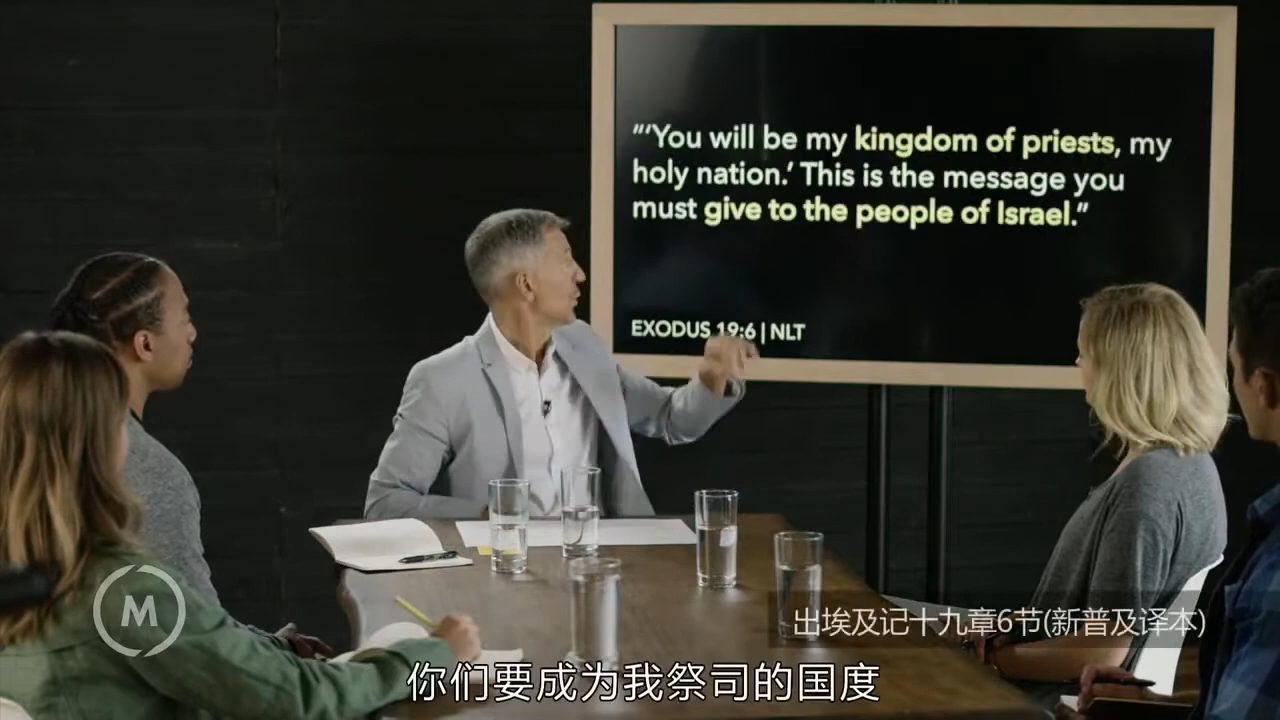 “‘You will be my kingdom of priests, my
holy nation.’ This is the message you
must give to the people of Israel.”
EXODUS 19:6 | NLT
M
出埃及记十九章6节(新普及译本)
你们要成为我祭司的国度